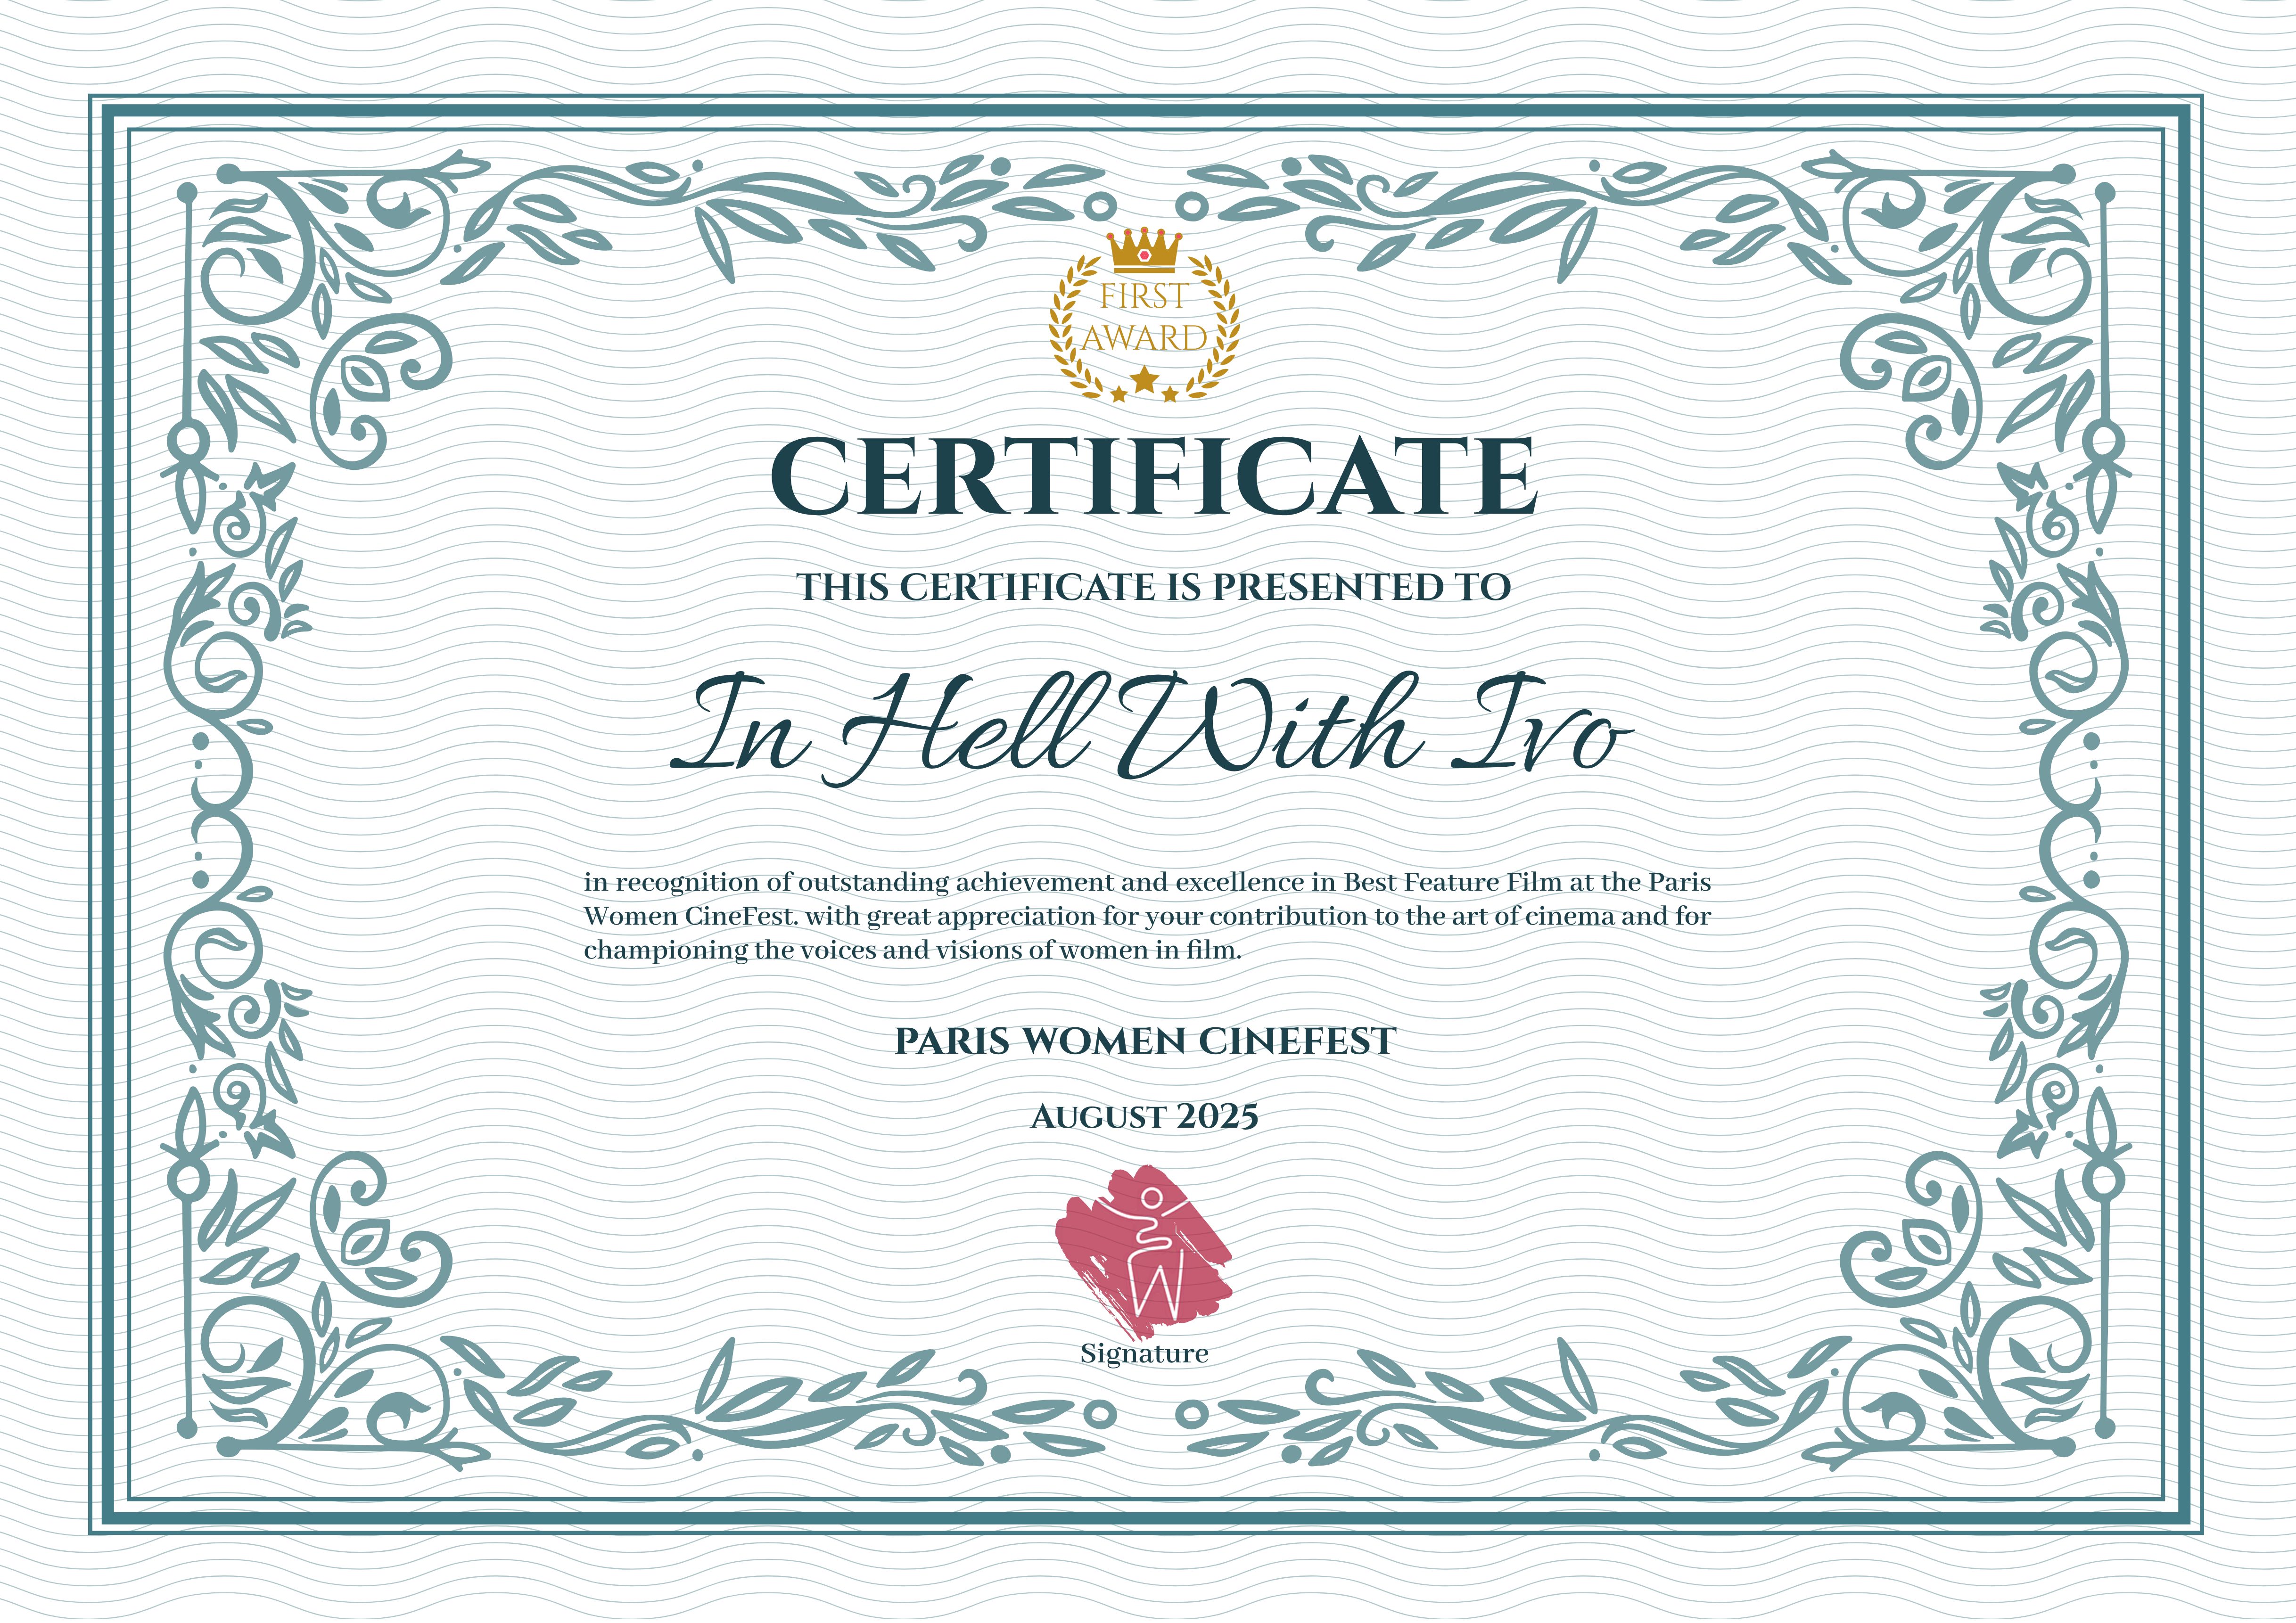 FIRST
AWARD
CERTIFICATE
THIS CERTIFICATE IS PRESENTED TO
In Hell With Ivo
in recognition of outstanding achievement and excellence in Best Feature Film at the Paris
Women CineFest. with great appreciation for your contribution to the art of cinema and for
championing the voices and visions of women in film.
PARIS WOMEN CINEFEST
AUGUST 2025
W
Signature